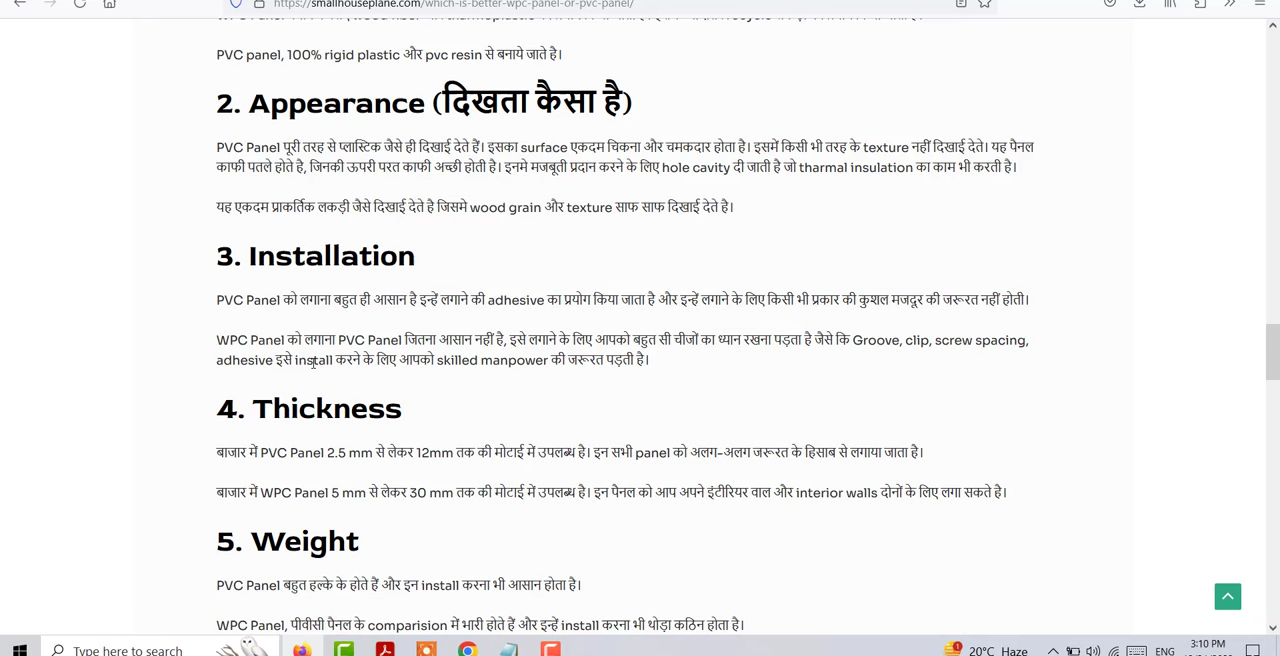 https://smallhouseplane.com/which-is-better-wpc-panel-or-pvc-panel/
PVC panel, 100% rigid plastic और pvc resin से बनाये जाते है।
2. Appearance (दिखता कैसा है)
PVC Panel पूरी तरह से प्लास्टिक जैसे ही दिखाई देते हैं। इसका surface एकदम चिकना और चमकदार होता है। इसमें किसी भी तरह के texture नहीं दिखाई देते। यह पैनल
काफी पतले होते है, जिनकी ऊपरी परत काफी अच्छी होती है। इनमे मजबूती प्रदान करने के लिए hole cavity दी जाती है जो tharmal insulation का काम भी करती है।
यह एकदम प्राकर्तिक लकड़ी जैसे दिखाई देते है जिसमे wood grain और texture साफ साफ दिखाई देते है।
3. Installation
PVC Panel को लगाना बहुत ही आसान है इन्हें लगाने की adhesive का प्रयोग किया जाता है और इन्हें लगाने के लिए किसी भी प्रकार की कुशल मजदूर की जरूरत नहीं होती।
WPC Panel को लगाना PVC Panel जितना आसान नहीं है, इसे लगाने के लिए आपको बहुत सी चीजों का ध्यान रखना पड़ता है जैसे कि Groove, clip, screw spacing,
adhesive इसे install करने के लिए आपको skilled manpower की जरूरत पड़ती है।
4. Thickness
बाजार में PVC Panel 2.5 mm से लेकर 12mm तक की मोटाई में उपलब्ध है। इन सभी panel को अलग-अलग जरूरत के हिसाब से लगाया जाता है।
बाजार में WPC Panel 5 mm से लेकर 30 mm तक की मोटाई में उपलब्ध है। इन पैनल को आप अपने इंटीरियर वाल और interior walls दोनों के लिए लगा सकते है।
5. Weight
PVC Panel बहुत हल्के के होते हैं और इन install करना भी आसान होता है।
WPC Panel, पीवीसी पैनल के comparision में भारी होते हैं और इन्हें install करना भी थोड़ा कठिन होता है।
Type here to search
20°C Haze
ENG
3:10 PM